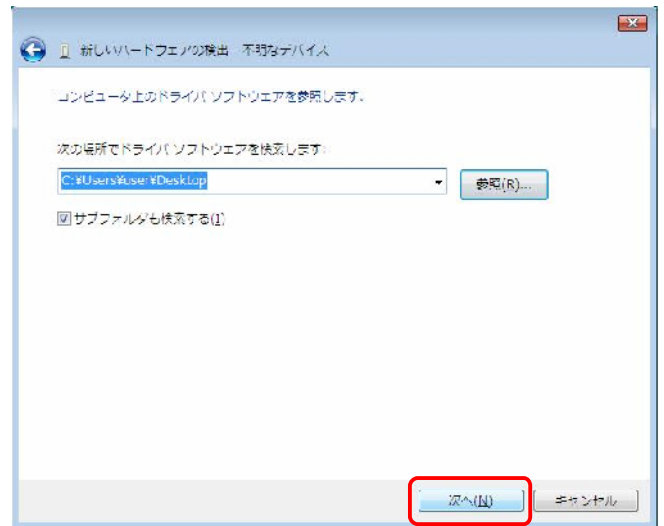 新しいハードウェアの検出 - 不明なデバイス
コンピュータ上のドライバ ソフトウェアを参照します。
次の場所でドライバ ソフトウェアを検索します:
C:¥Users¥user¥Desktop
参照(R)...
サブフォルダも検索する(I)
次へ(N)
キャンセル